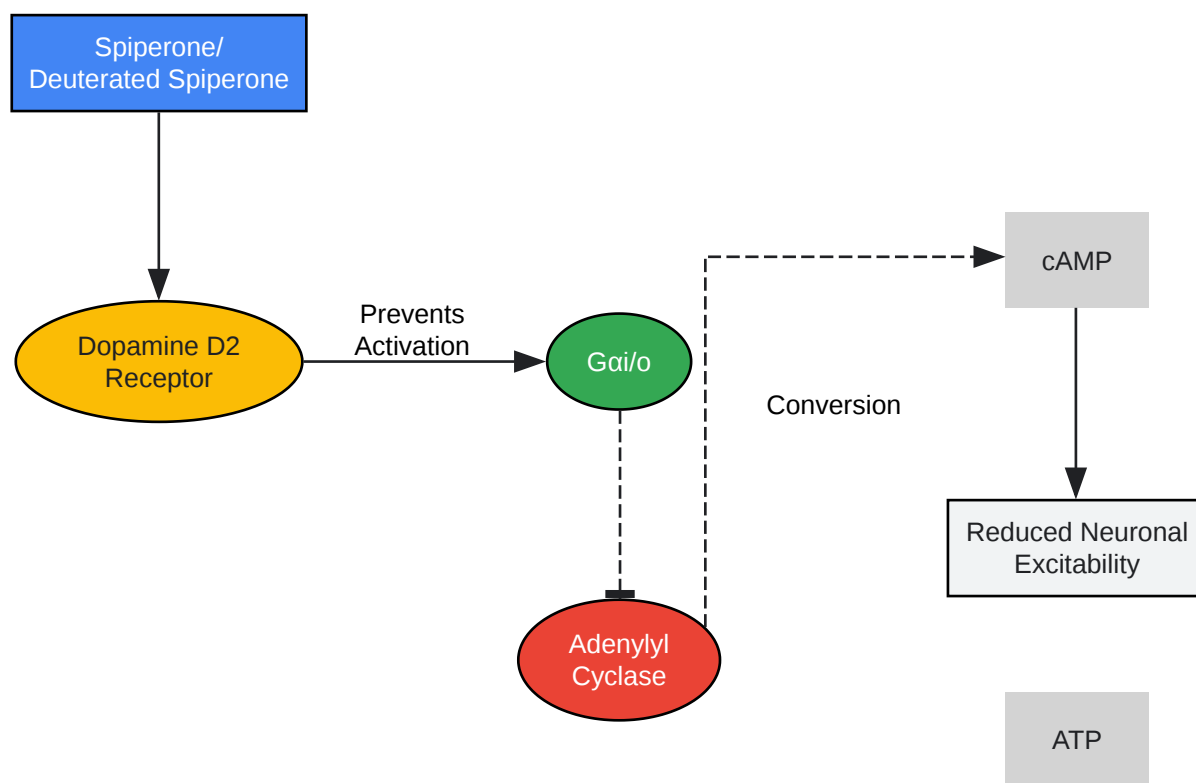 Spiperone/
Deuterated Spiperone
Dopamine D2
Receptor
Prevents
Activation
Gαi/o
cAMP
Conversion
Reduced Neuronal
Excitability
Adenylyl
Cyclase
ATP